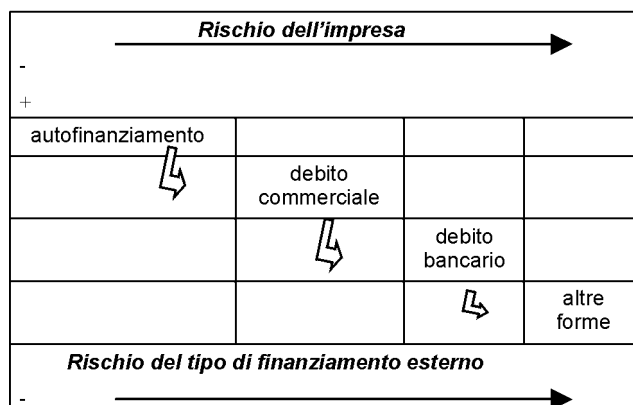 Rischio dell'impresa
-
+
autofinanziamento
debito
commerciale
debito
bancario
altre
forme
Rischio del tipo di finanziamento esterno
-